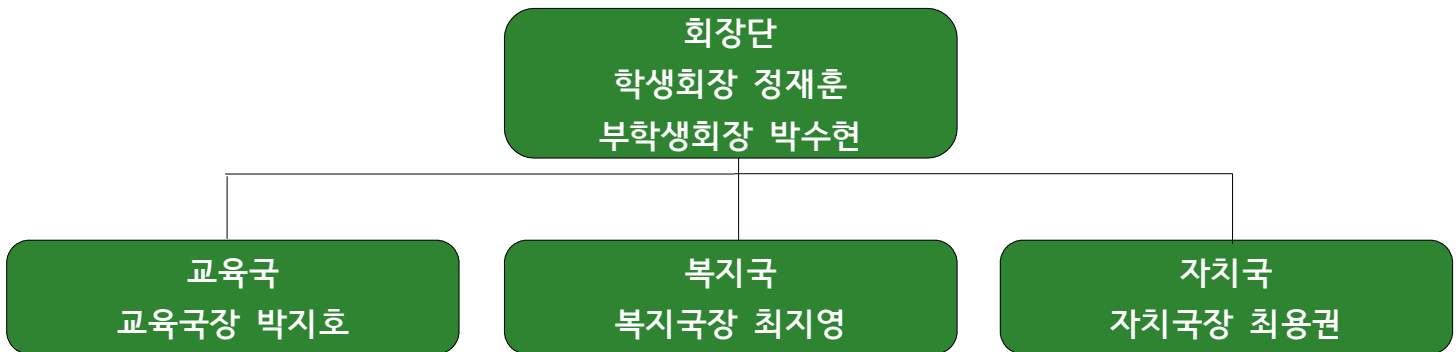 회장단
학생회장 정재훈
부학생회장 박수현
교육국
교육국장 박지호
복지국
복지국장 최지영
자치국
자치국장 최용권